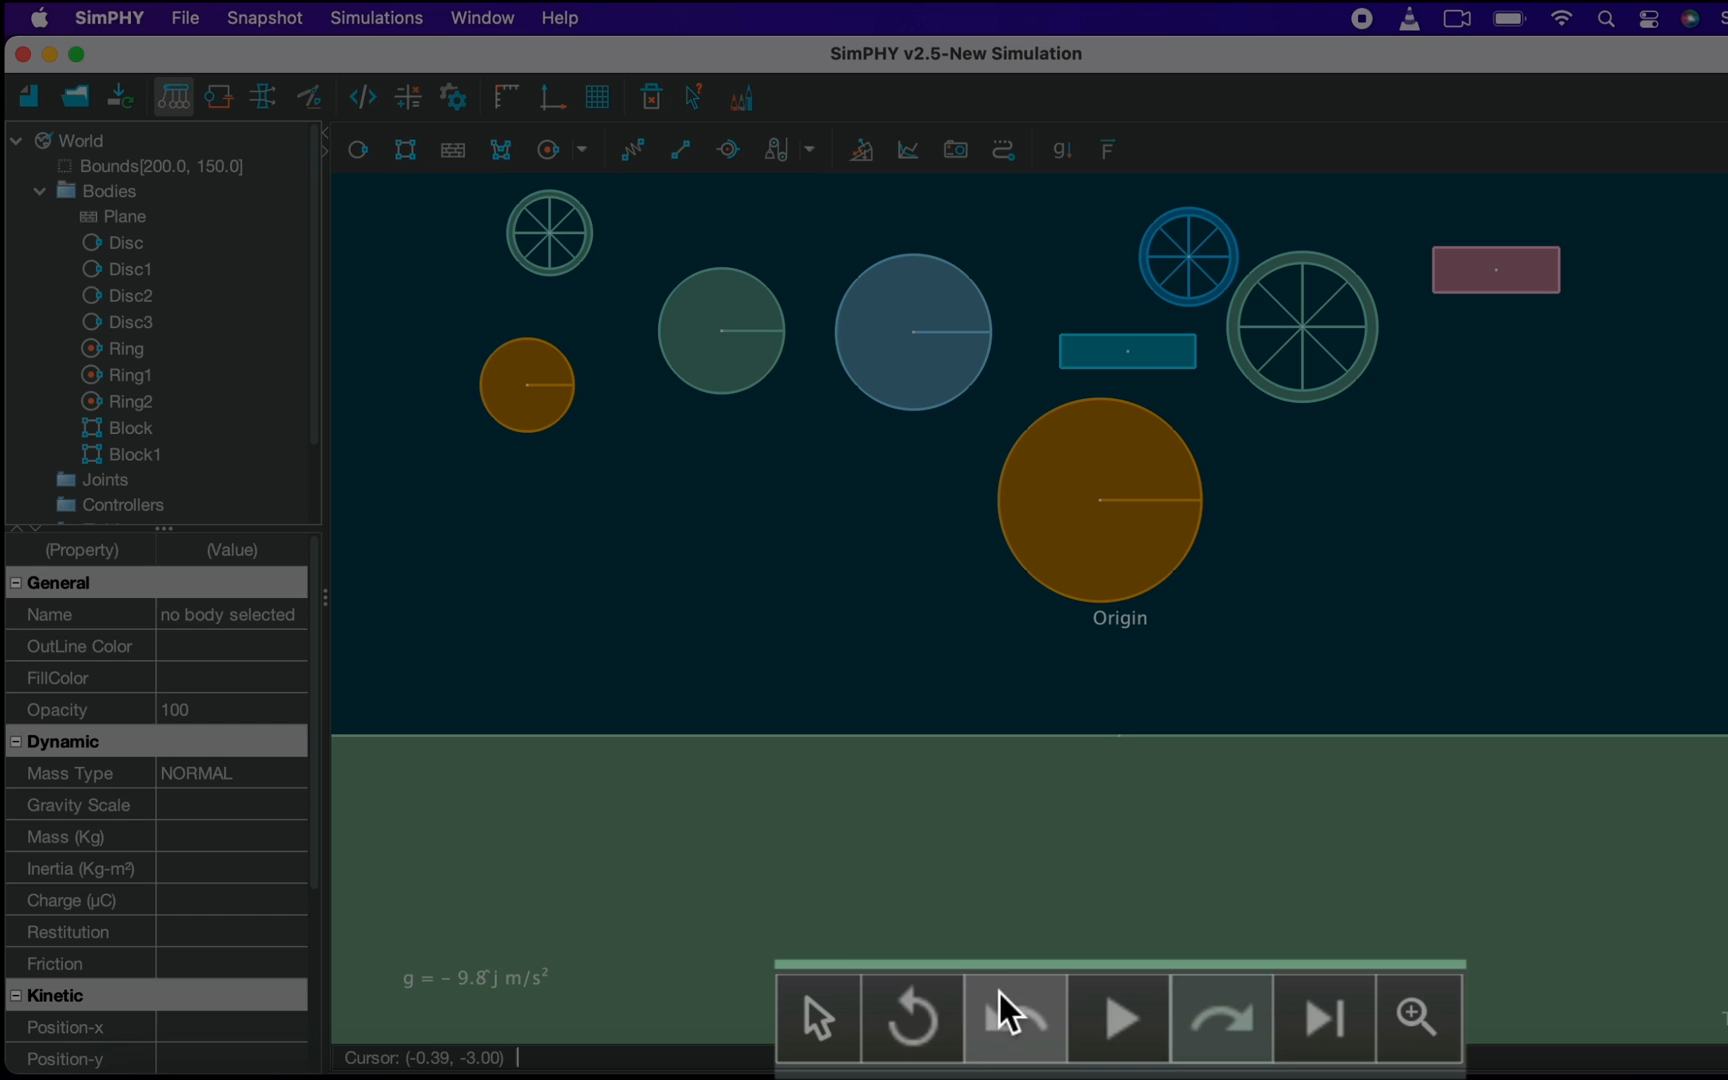 SimPHY File Snapshot Simulations Window Help
SimPHY v2.5-New Simulation
World
Bounds[200.0, 150.0]
Bodies
Plane
Disc
Disc1
Disc2
Disc3
Ring
Ring1
Ring2
Block
Block1
Joints
Controllers
(Property) (Value)
General
Name no body selected
OutLine Color
FillColor
Opacity 100
Dynamic
Mass Type NORMAL
Gravity Scale
Mass (Kg)
Inertia (Kg-m²)
Charge (µC)
Restitution
Friction
Kinetic
Position-x
Position-y
Origin
g = - 9.8ĵ m/s²
Cursor: (-0.39, -3.00)